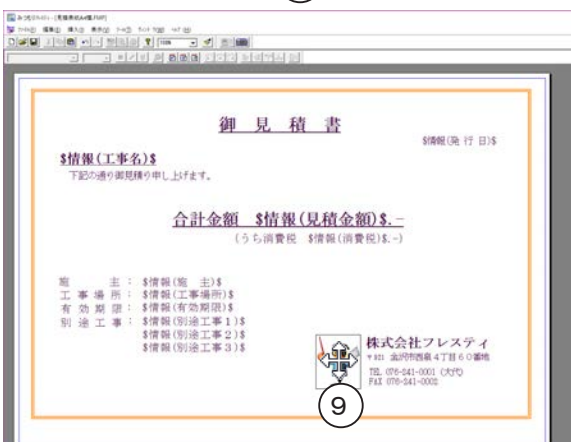 御 見 積 書
$情報(発 行 日)$
$情報(工事名)$
下記の通り御見積り申し上げます。
合計金額 $情報(見積金額)$.-
(うち消費税 $情報(消費税)$.-)
施 主： $情報(施 主)$
工 事 場 所： $情報(工事場所)$
有 効 期 限： $情報(有効期限)$
別 途 工 事： $情報(別途工事１)$
$情報(別途工事２)$
$情報(別途工事３)$
株式会社フレスティ
〒921 金沢市西泉４丁目６０番地
TEL 076-241-0001 (大代)
FAX 076-241-0002
9